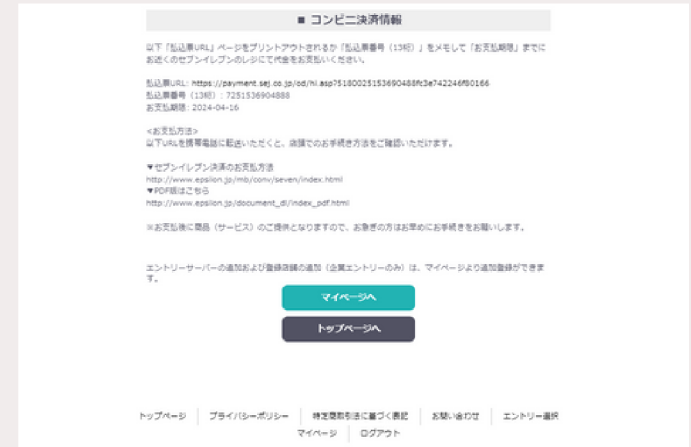 ■ コンビニ決済情報
以下「払込票URL」ページをプリントアウトされるか「払込票番号（13桁）」をメモして「お支払期限」までに
お近くのセブンイレブンのレジにて代金をお支払いください。
払込票URL: https://payment.sej.co.jp/od/hi.asp?5180025153690488fc3e742246f80166
払込票番号（13桁）: 7251536904888
お支払期限: 2024-04-16
<お支払方法>
以下URLを携帯電話に転送いただくと、店頭でのお手続き方法をご確認いただけます。
▼セブンイレブン決済のお支払方法
http://www.epsilon.jp/mb/conv/seven/index.html
▼PDF版はこちら
http://www.epsilon.jp/document_dl/index_pdf.html
※お支払後に商品（サービス）のご提供となりますので、お急ぎの方はお早めにお手続きをお願いします。
エントリーサーバーの追加および登録店舗の追加（企業エントリーのみ）は、マイページより追加登録ができま
す。
マイページへ
トップページへ
トップページ プライバシーポリシー 特定商取引法に基づく表記 お問い合わせ エントリー選択
マイページ ログアウト